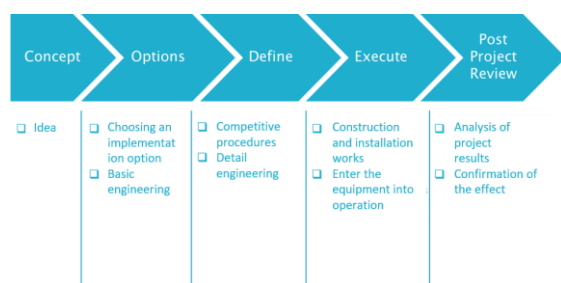 Concept
Options
Define
Execute
Post
Project
Review
❑ Idea
❑ Choosing an
implementat
ion option
❑ Basic
engineering
❑ Competitive
procedures
❑ Detail
engineering
❑ Construction
and installation
works
❑ Enter the
equipment into
operation
❑ Analysis of
project
results
❑ Confirmation of
the effect